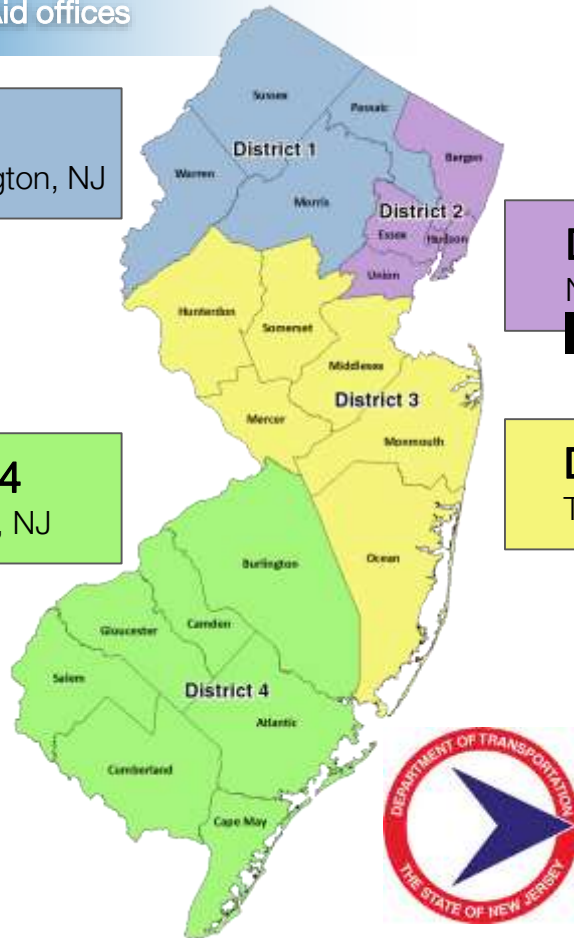 Aid offices
gton, NJ
Sussex
Passaic
Bergen
Warren
District 1
Morris
District 2
Essex
Hudson
Union
Hunterdon
Somerset
Middlesex
District 3
Mercer
Monmouth
4
, NJ
D
N
D
T
Burlington
Ocean
Camden
Gloucester
Salem
District 4
Atlantic
Cumberland
Cape May
DEPARTMENT OF TRANSPORTATION
THE STATE OF NEW JERSEY